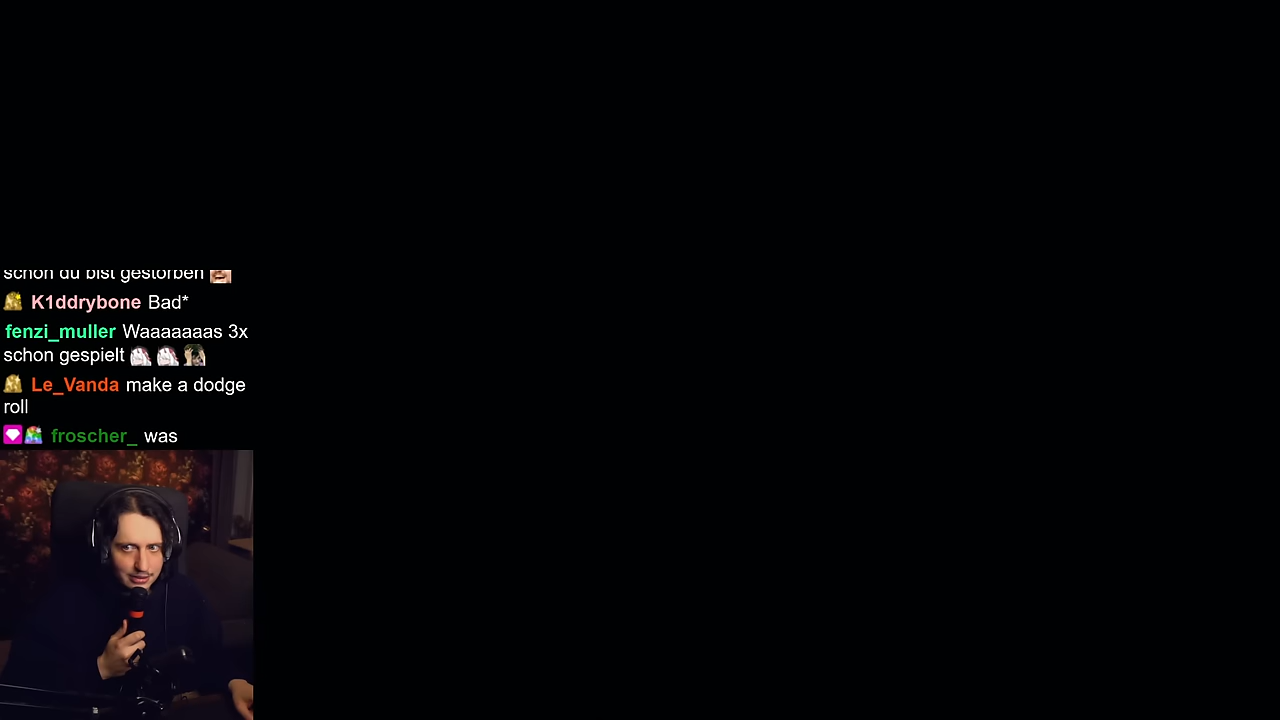 schon du bist gestorben
K1ddrybone Bad*
fenzi_muller Waaaaaaas 3x
schon gespielt
Le_Vanda make a dodge
roll
froscher_ was